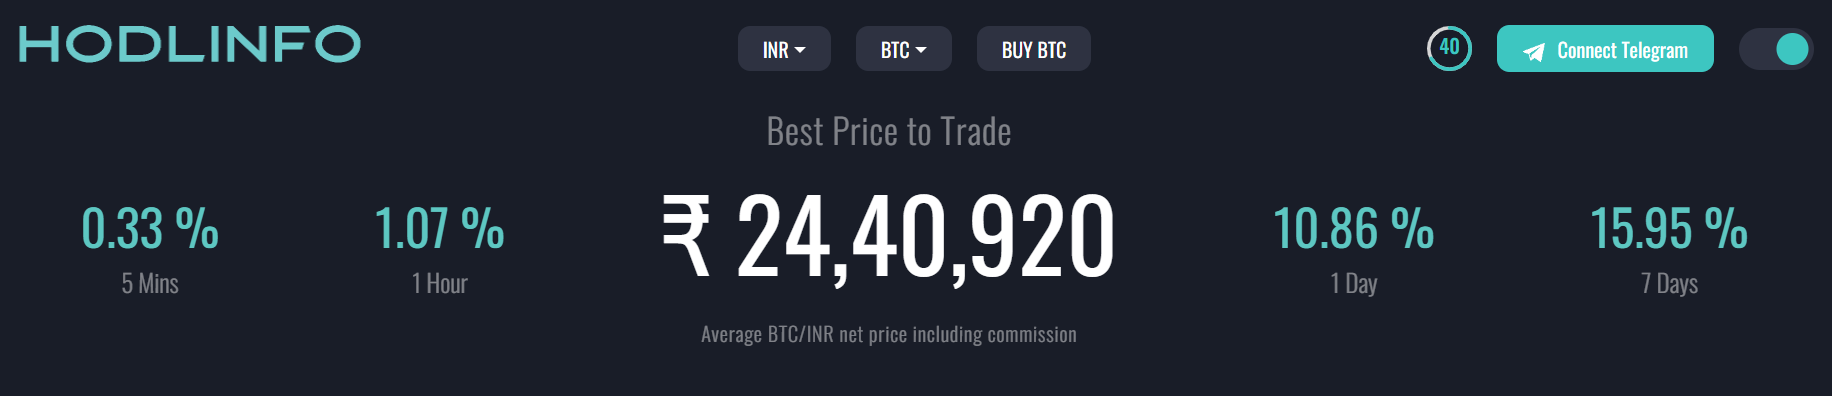 HODLINFO
INR
BTC
BUY BTC
40
Connect Telegram
Best Price to Trade
0.33 %
5 Mins
1.07 %
1 Hour
₹ 24,40,920
10.86 %
1 Day
15.95 %
7 Days
Average BTC/INR net price including commission